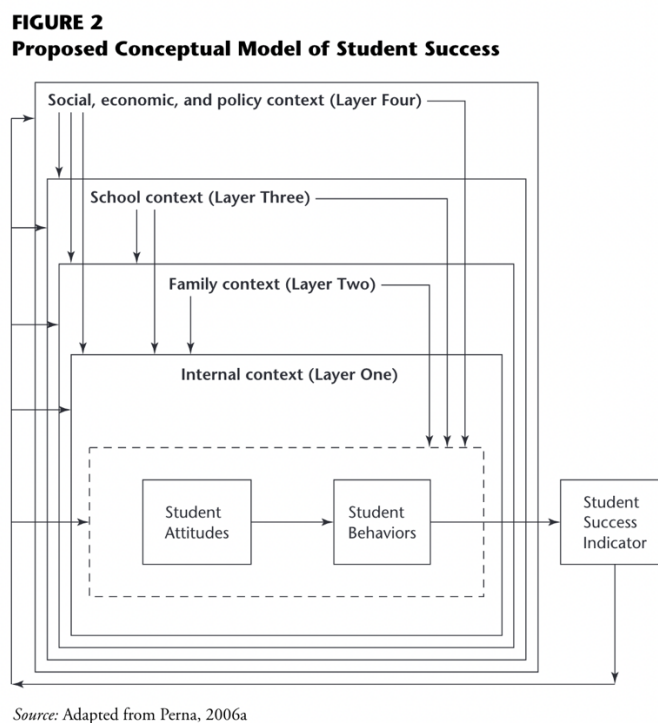 FIGURE 2
Proposed Conceptual Model of Student Success
Social, economic, and policy context (Layer Four)
School context (Layer Three)
Family context (Layer Two)
Internal context (Layer One)
Student
Attitudes
Student
Behaviors
Student
Success
Indicator
Source: Adapted from Perna, 2006a